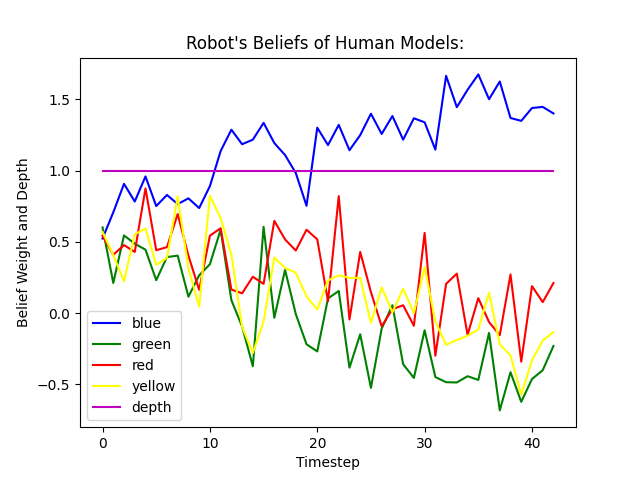 Robot's Beliefs of Human Models:
Belief Weight and Depth
1.5
1.0
0.5
0.0
−0.5
blue
green
red
yellow
depth
0 10 20 30 40
Timestep